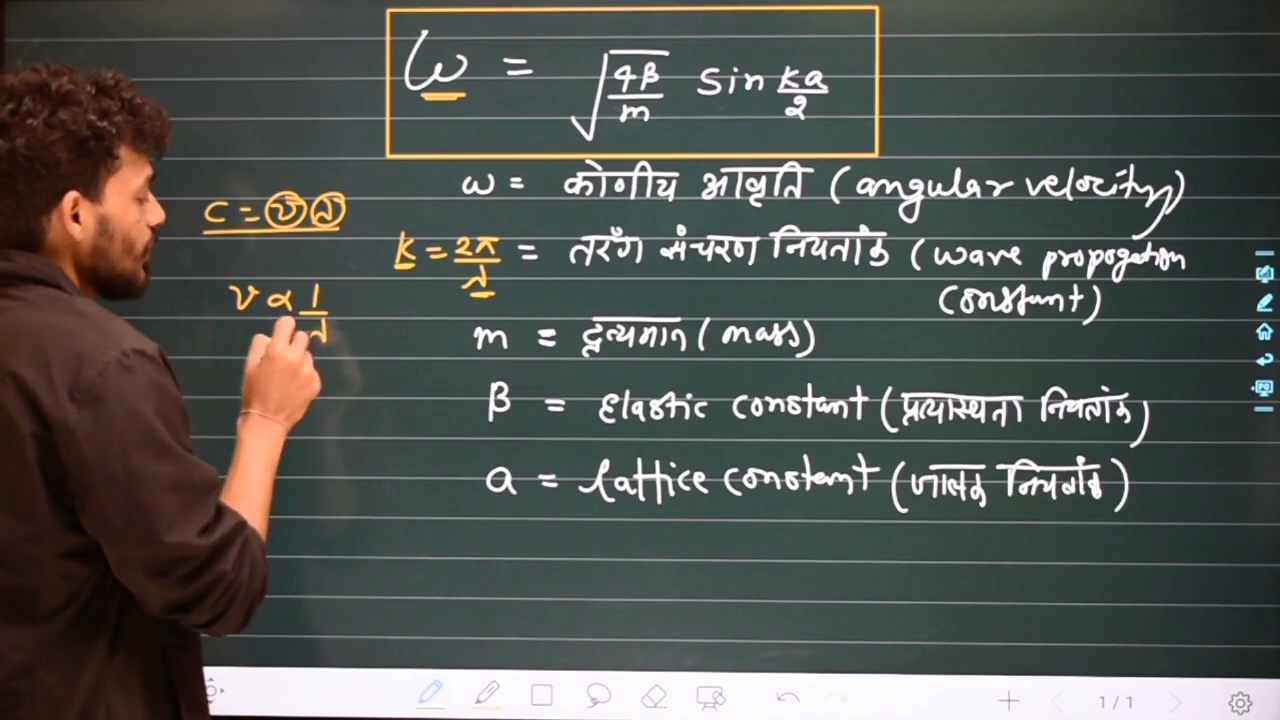 ω = √4β/m Sin ka/2
ω = कोणीय आवृति (angular velocity)
c = ν λ
k = 2π/λ = तरँग संचरण नियतांक (wave propogation
constant)
ν ∝ 1/λ
m = द्रव्यमान (mass)
β = Elastic constant (प्रत्यास्थता नियतांक)
a = lattice constant (जालक नियतांक)
1/1